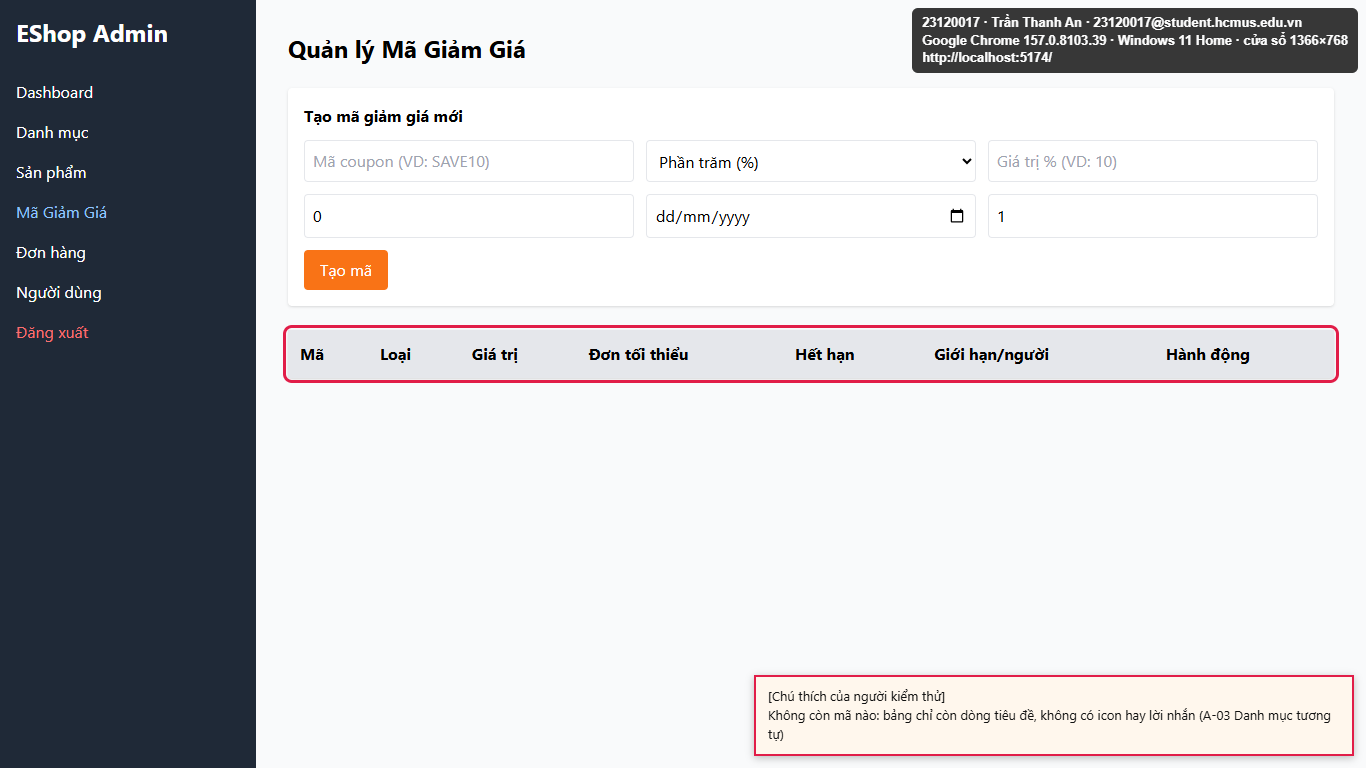 EShop Admin
Dashboard
Danh mục
Sản phẩm
Mã Giảm Giá
Đơn hàng
Người dùng
Đăng xuất
23120017 · Trần Thanh An · 23120017@student.hcmus.edu.vn
Google Chrome 157.0.8103.39 · Windows 11 Home · cửa sổ 1366×768
http://localhost:5174/
Quản lý Mã Giảm Giá
Tạo mã giảm giá mới
Mã coupon (VD: SAVE10) Phần trăm (%) Giá trị % (VD: 10)
0 dd/mm/yyyy 1
Tạo mã
Mã Loại Giá trị Đơn tối thiểu Hết hạn Giới hạn/người Hành động
[Chú thích của người kiểm thử]
Không còn mã nào: bảng chỉ còn dòng tiêu đề, không có icon hay lời nhắn (A-03 Danh mục tương
tự)